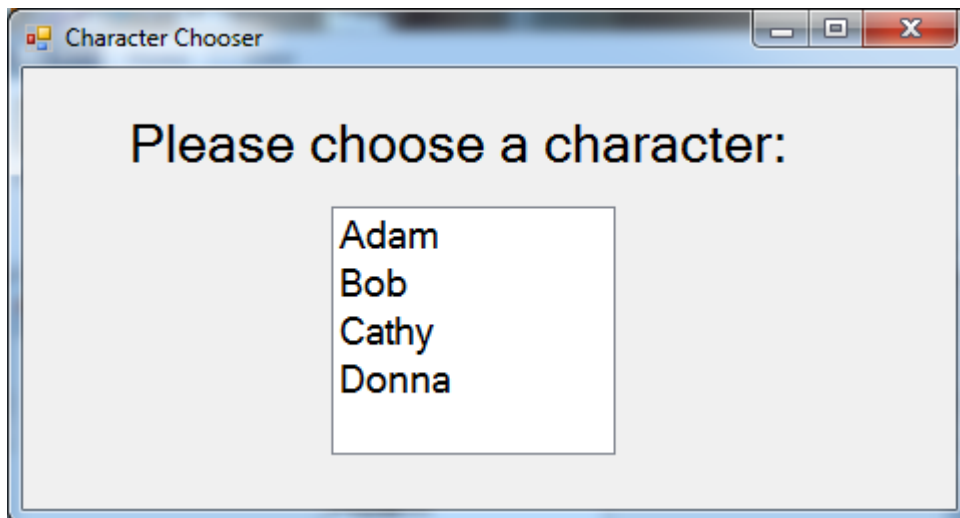 Character Chooser
Please choose a character:
Adam
Bob
Cathy
Donna